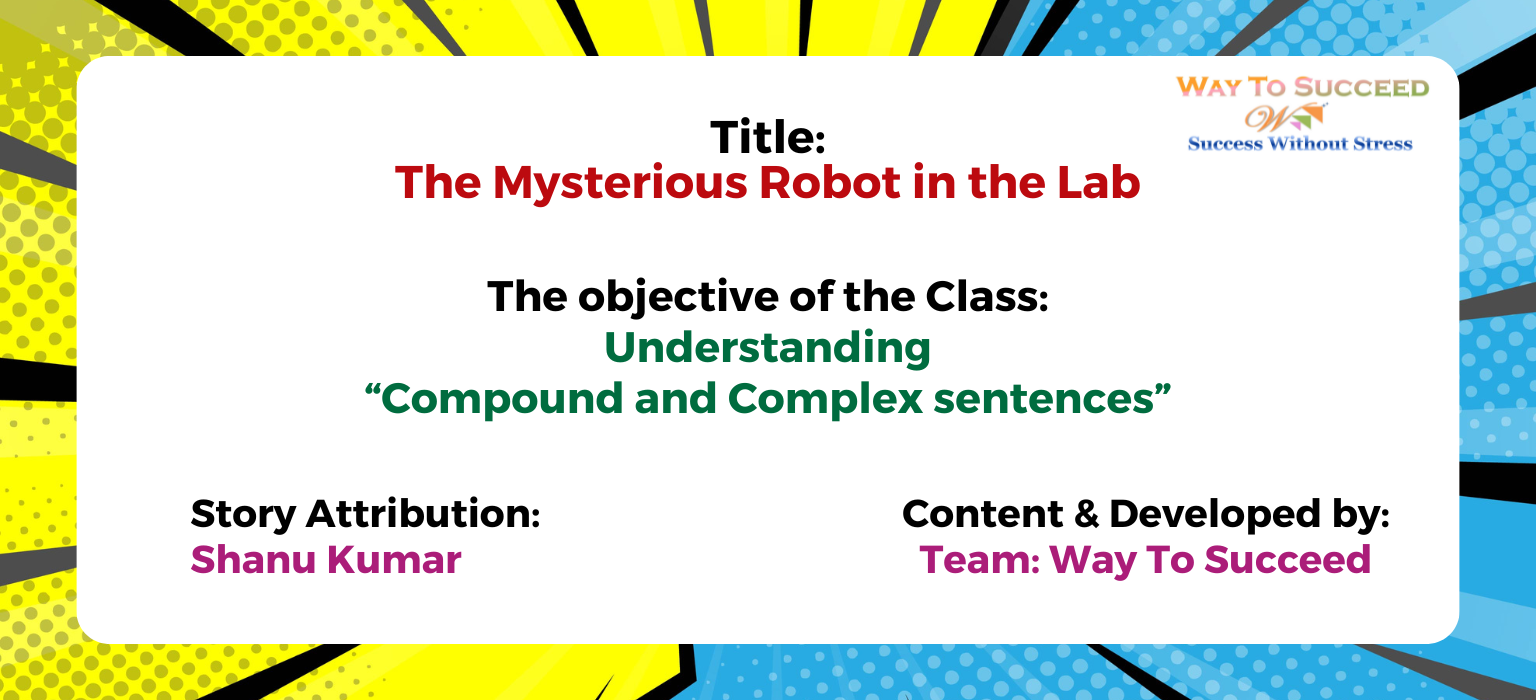 WAY TO SUCCEED
W
Success Without Stress
Title:
The Mysterious Robot in the Lab
The objective of the Class:
Understanding
“Compound and Complex sentences”
Story Attribution:
Shanu Kumar
Content & Developed by:
Team: Way To Succeed